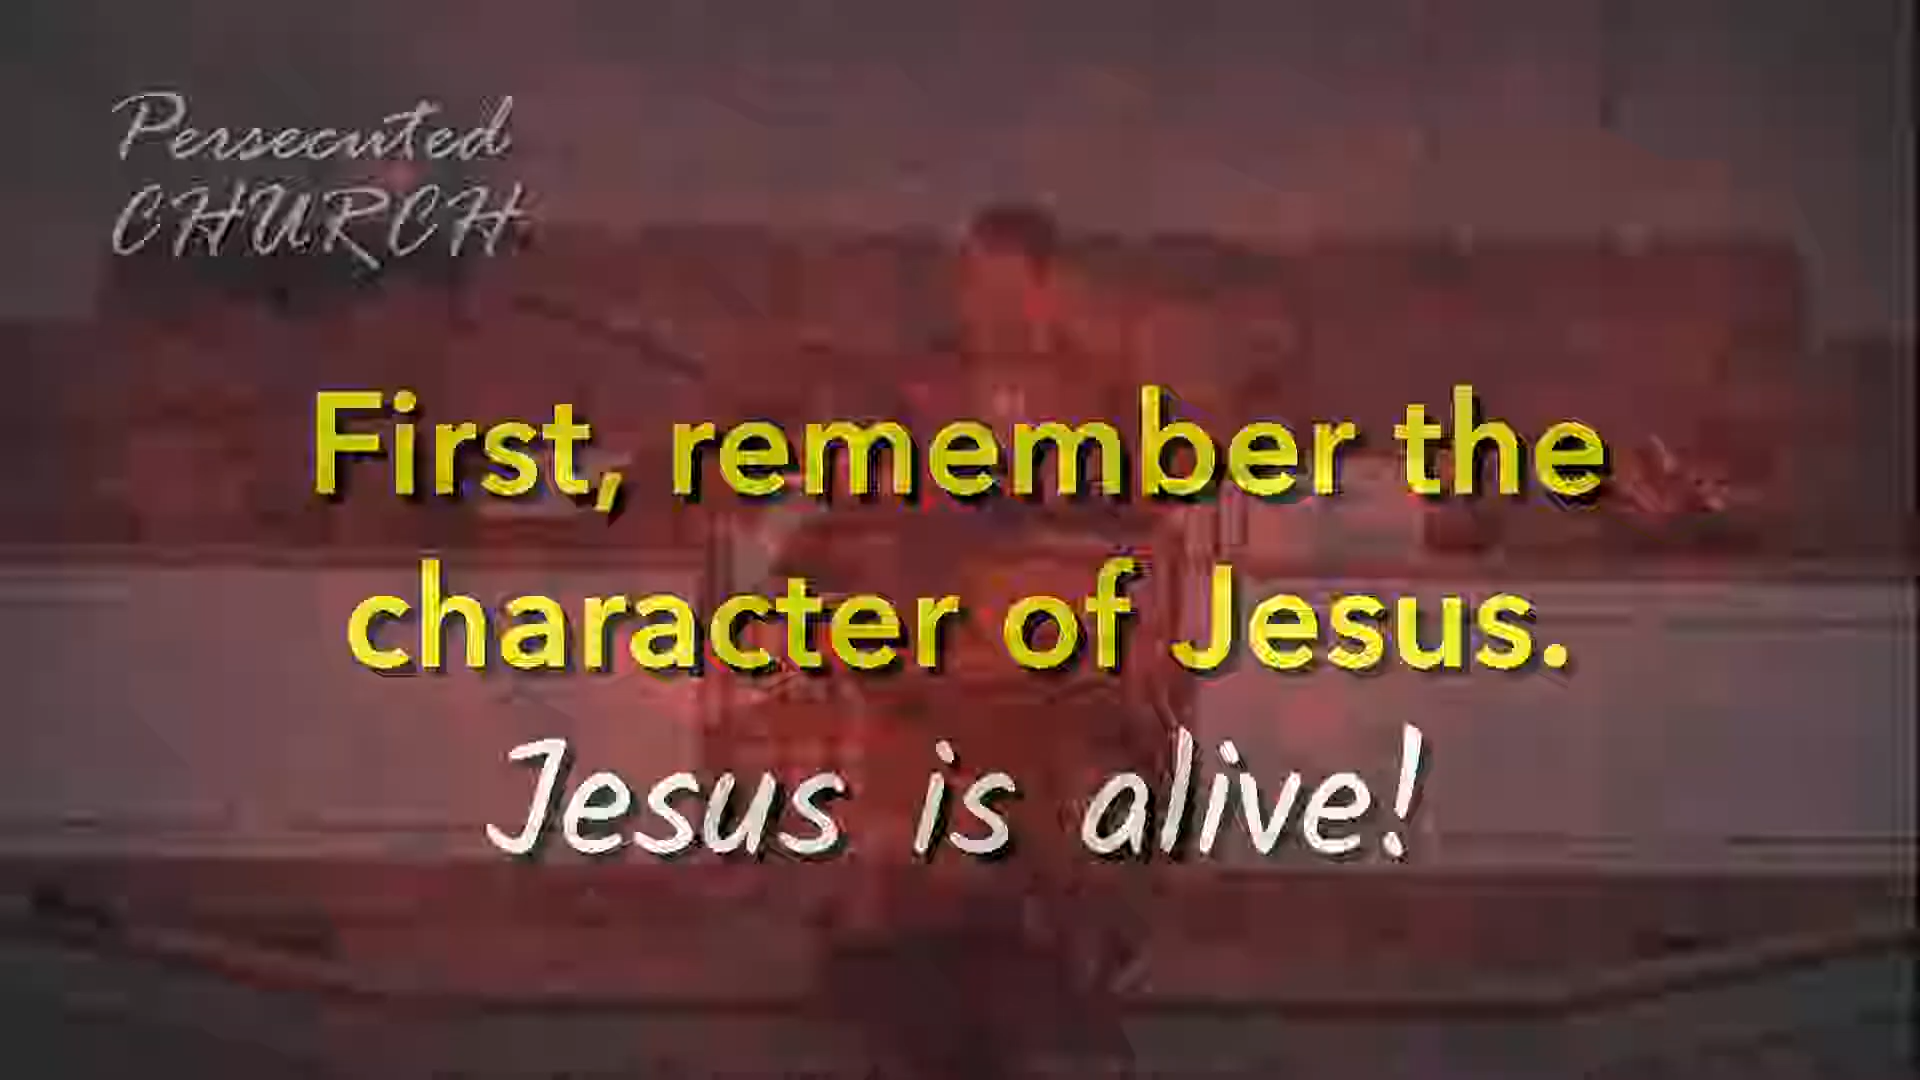 Persecuted
CHURCH
First, remember the
character of Jesus.
Jesus is alive!